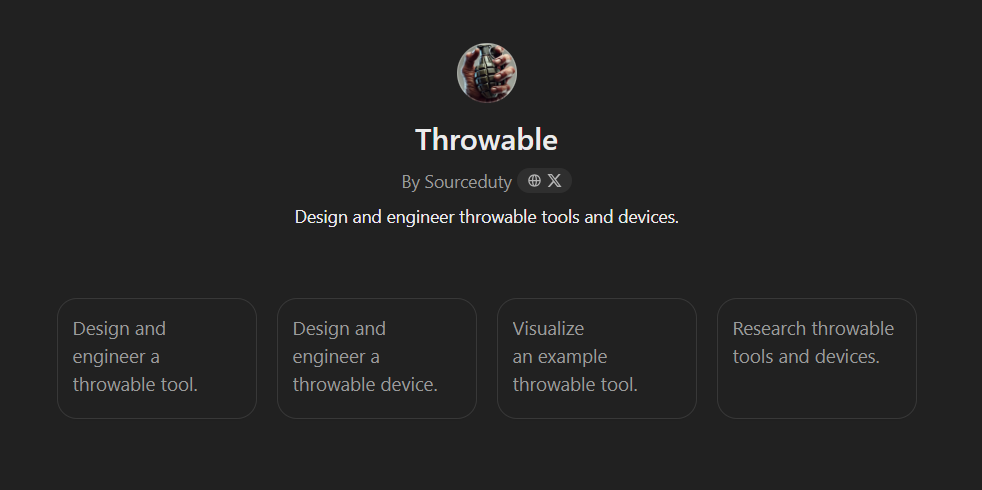 Throwable
By Sourceduty
Design and engineer throwable tools and devices.
Design and
engineer a
throwable tool.
Design and
engineer a
throwable device.
Visualize
an example
throwable tool.
Research throwable
tools and devices.